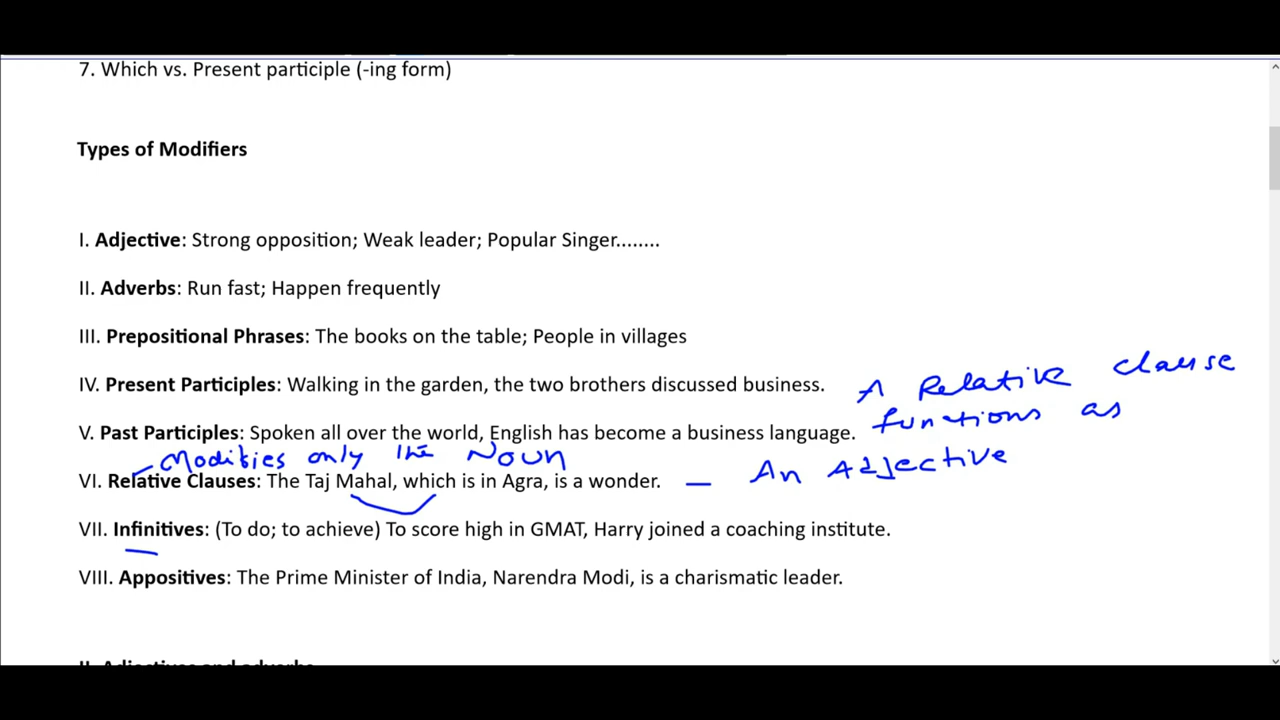 7. Which vs. Present participle (-ing form)
Types of Modifiers
I. Adjective: Strong opposition; Weak leader; Popular Singer........
II. Adverbs: Run fast; Happen frequently
III. Prepositional Phrases: The books on the table; People in villages
IV. Present Participles: Walking in the garden, the two brothers discussed business.
A Relative clause
functions as
V. Past Participles: Spoken all over the world, English has become a business language.
Modifies only the Noun
An Adjective
VI. Relative Clauses: The Taj Mahal, which is in Agra, is a wonder. —
VII. Infinitives: (To do; to achieve) To score high in GMAT, Harry joined a coaching institute.
VIII. Appositives: The Prime Minister of India, Narendra Modi, is a charismatic leader.
II. Adjectives and adverbs